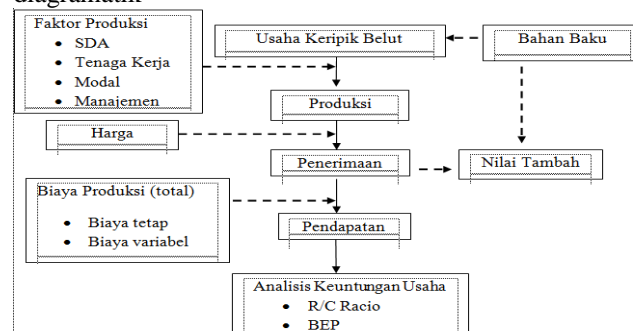 diagramatik
Faktor Produksi
• SDA
• Tenaga Kerja
• Modal
• Manajemen
Usaha Keripik Belut
Bahan Baku
Produksi
Harga
Penerimaan
Nilai Tambah
Biaya Produksi (total)
• Biaya tetap
• Biaya variabel
Pendapatan
Analisis Keuntungan Usaha
• R/C Racio
• BEP